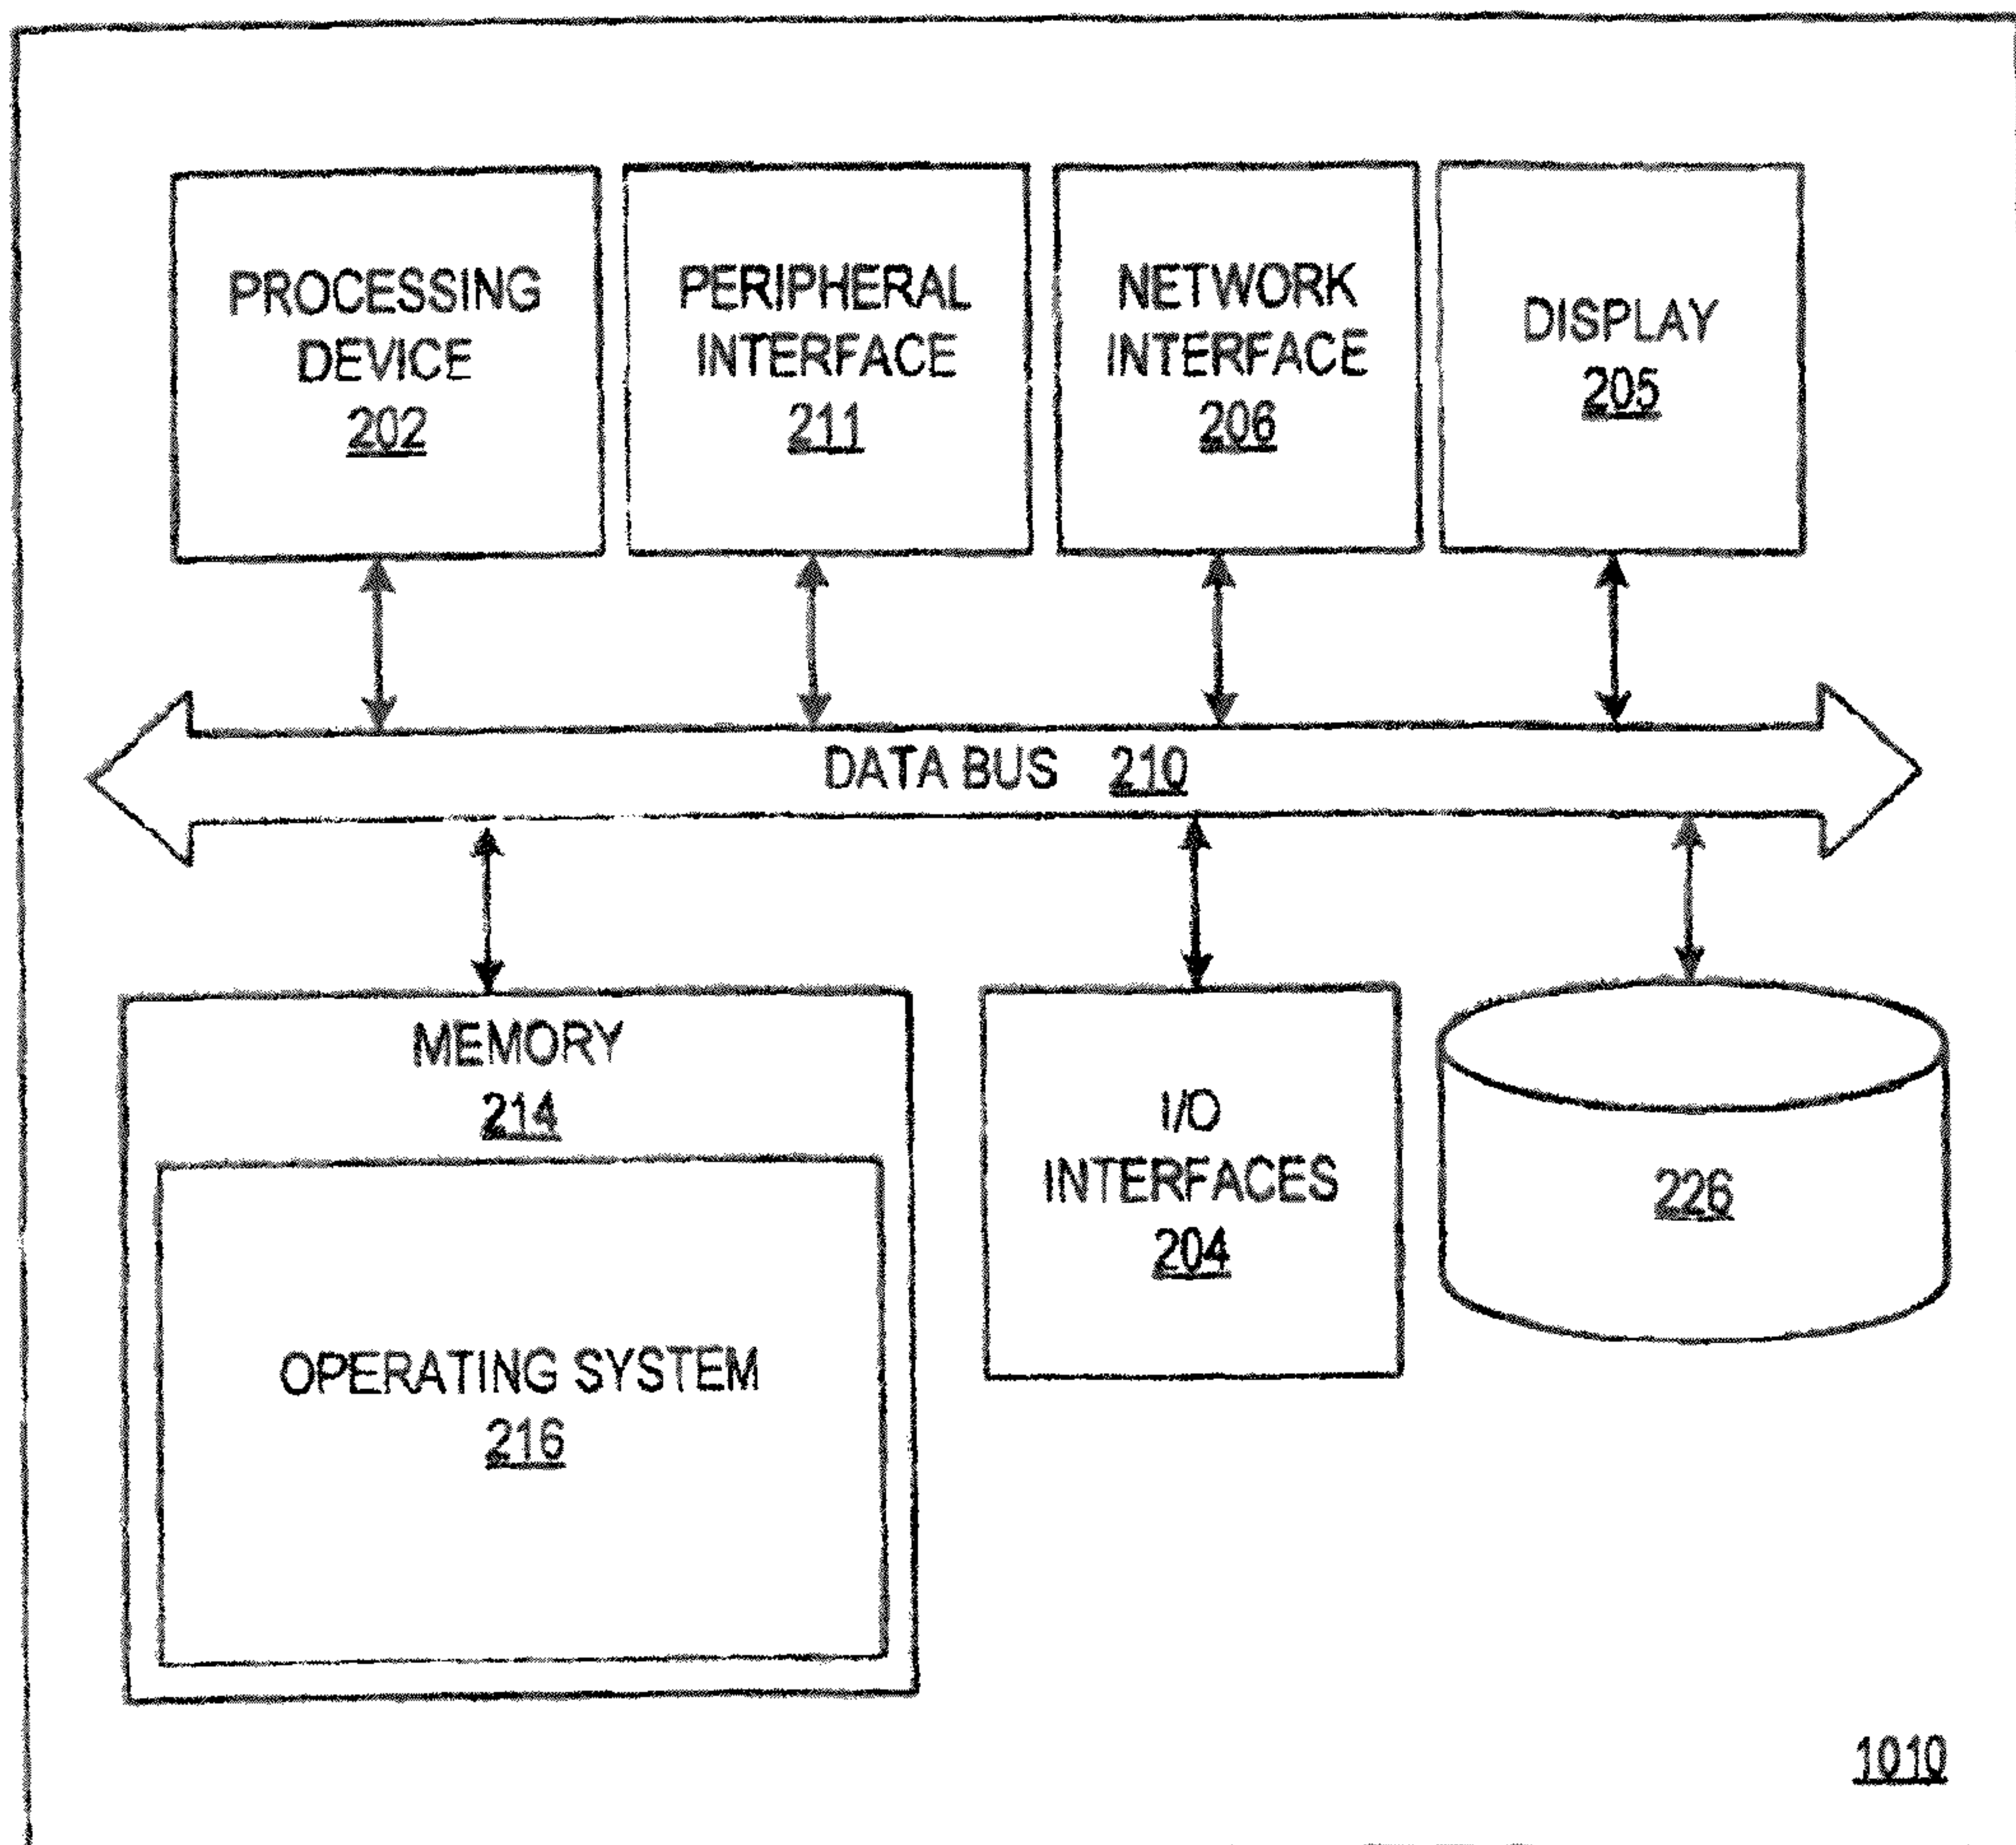 PROCESSING
DEVICE
202
PERIPHERAL
INTERFACE
211
NETWORK
INTERFACE
206
DISPLAY
205
DATA BUS 210
MEMORY
214
OPERATING SYSTEM
216
I/O
INTERFACES
204
226
1010